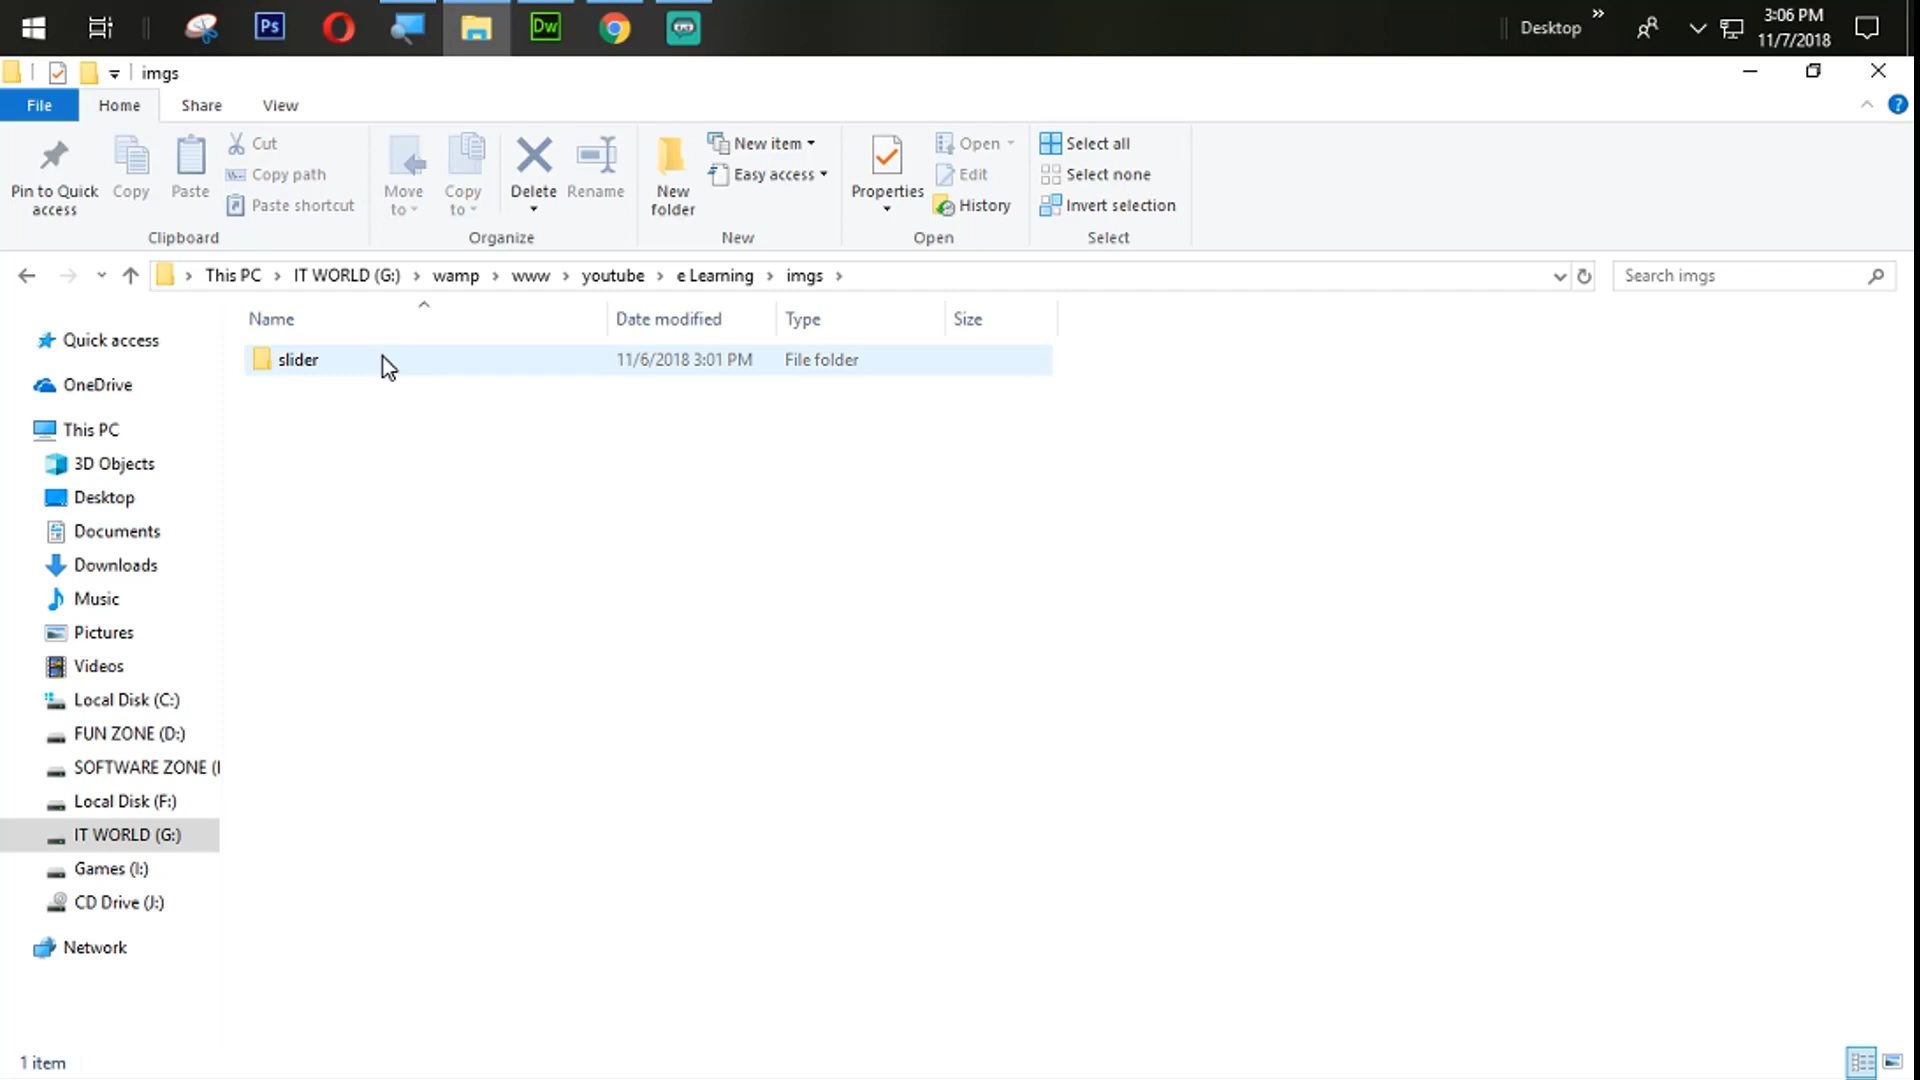 Ps
Dw
Desktop
»
3:06 PM
11/7/2018
imgs
File
Home
Share
View
?
Pin to Quick access
Copy
Paste
Cut
Copy path
Paste shortcut
Clipboard
Move to
Copy to
Delete
Rename
Organize
New folder
New item
Easy access
New
Properties
Open
Edit
History
Open
Select all
Select none
Invert selection
Select
This PC > IT WORLD (G:) > wamp > www > youtube > e Learning > imgs >
Search imgs
Name
Date modified
Type
Size
slider
11/6/2018 3:01 PM
File folder
Quick access
OneDrive
This PC
3D Objects
Desktop
Documents
Downloads
Music
Pictures
Videos
Local Disk (C:)
FUN ZONE (D:)
SOFTWARE ZONE (
Local Disk (F:)
IT WORLD (G:)
Games (I:)
CD Drive (J:)
Network
1 item